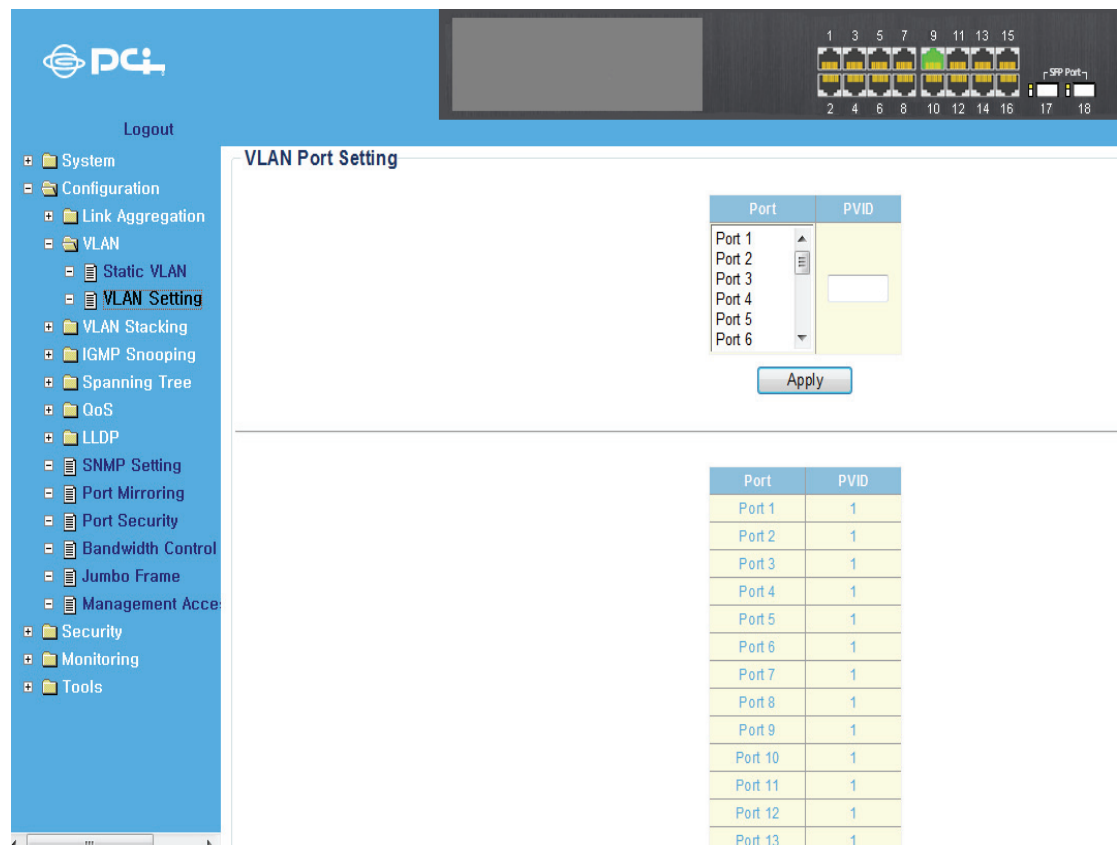 PCi
1 3 5 7 9 11 13 15
SFP Port
2 4 6 8 10 12 14 16 17 18
Logout
System
Configuration
Link Aggregation
VLAN
Static VLAN
VLAN Setting
VLAN Stacking
IGMP Snooping
Spanning Tree
QoS
LLDP
SNMP Setting
Port Mirroring
Port Security
Bandwidth Control
Jumbo Frame
Management Acce
Security
Monitoring
Tools
VLAN Port Setting
Port PVID
Port 1
Port 2
Port 3
Port 4
Port 5
Port 6
Apply
Port PVID
Port 1 1
Port 2 1
Port 3 1
Port 4 1
Port 5 1
Port 6 1
Port 7 1
Port 8 1
Port 9 1
Port 10 1
Port 11 1
Port 12 1
Port 13 1